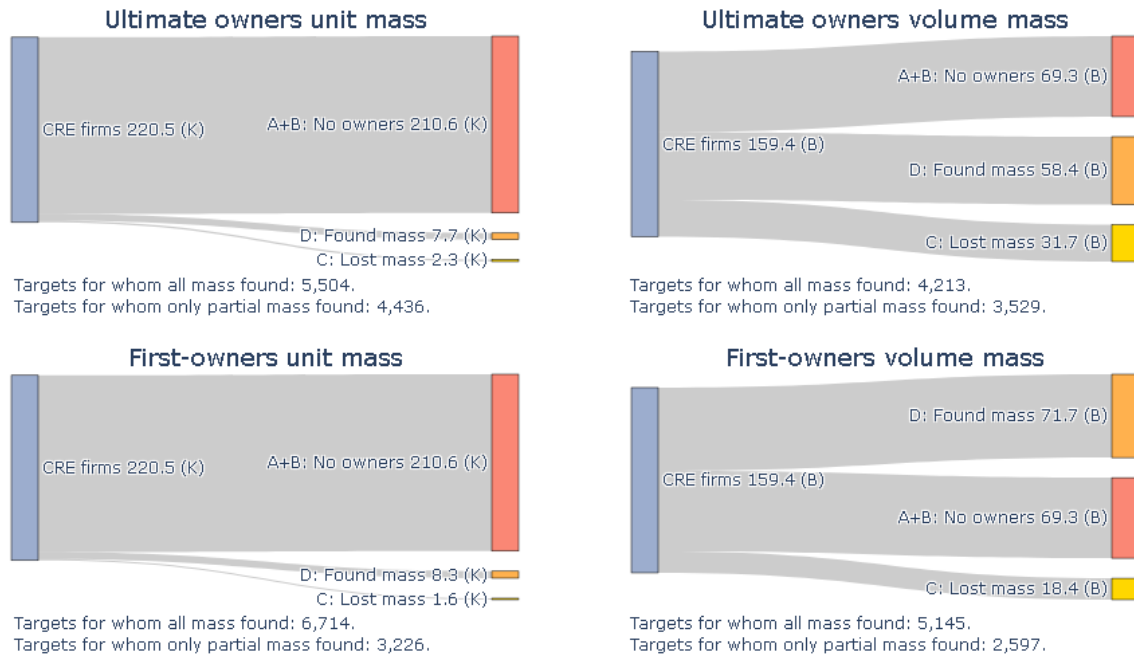 Ultimate owners unit mass
CRE firms 220.5 (K)
A+B: No owners 210.6 (K)
D: Found mass 7.7 (K)
C: Lost mass 2.3 (K)
Targets for whom all mass found: 5,504.
Targets for whom only partial mass found: 4,436.
Ultimate owners volume mass
A+B: No owners 69.3 (B)
CRE firms 159.4 (B)
D: Found mass 58.4 (B)
C: Lost mass 31.7 (B)
Targets for whom all mass found: 4,213.
Targets for whom only partial mass found: 3,529.
First-owners unit mass
CRE firms 220.5 (K)
A+B: No owners 210.6 (K)
D: Found mass 8.3 (K)
C: Lost mass 1.6 (K)
Targets for whom all mass found: 6,714.
Targets for whom only partial mass found: 3,226.
First-owners volume mass
D: Found mass 71.7 (B)
CRE firms 159.4 (B)
A+B: No owners 69.3 (B)
C: Lost mass 18.4 (B)
Targets for whom all mass found: 5,145.
Targets for whom only partial mass found: 2,597.